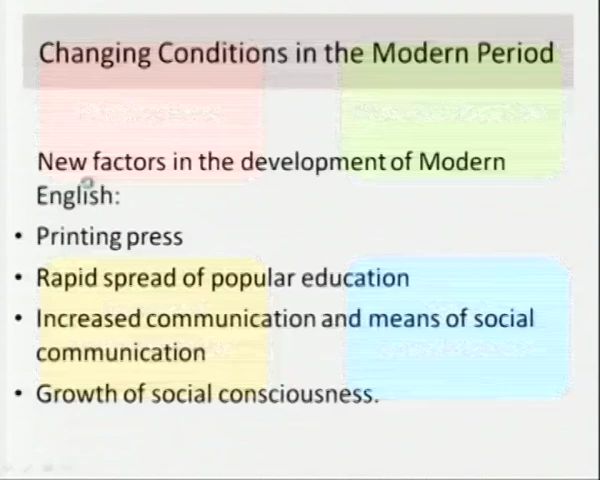 Changing Conditions in the Modern Period
New factors in the development of Modern
English:
• Printing press
• Rapid spread of popular education
• Increased communication and means of social
communication
• Growth of social consciousness.